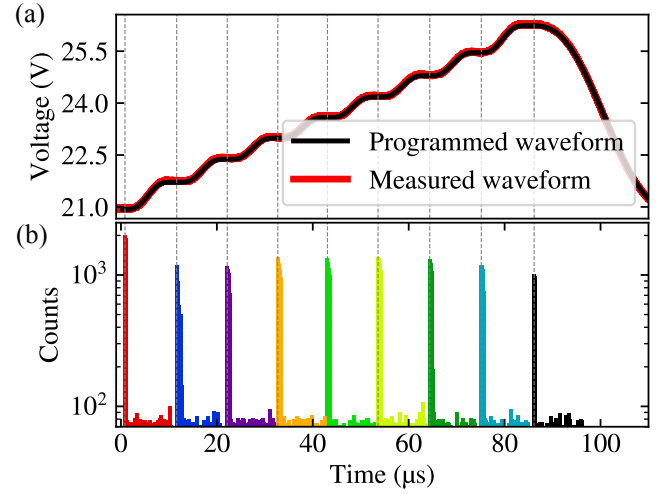 (a)
25.5
24.0
22.5
21.0
Voltage (V)
Programmed waveform
Measured waveform
(b)
10³
10²
Counts
0 20 40 60 80 100
Time (μs)